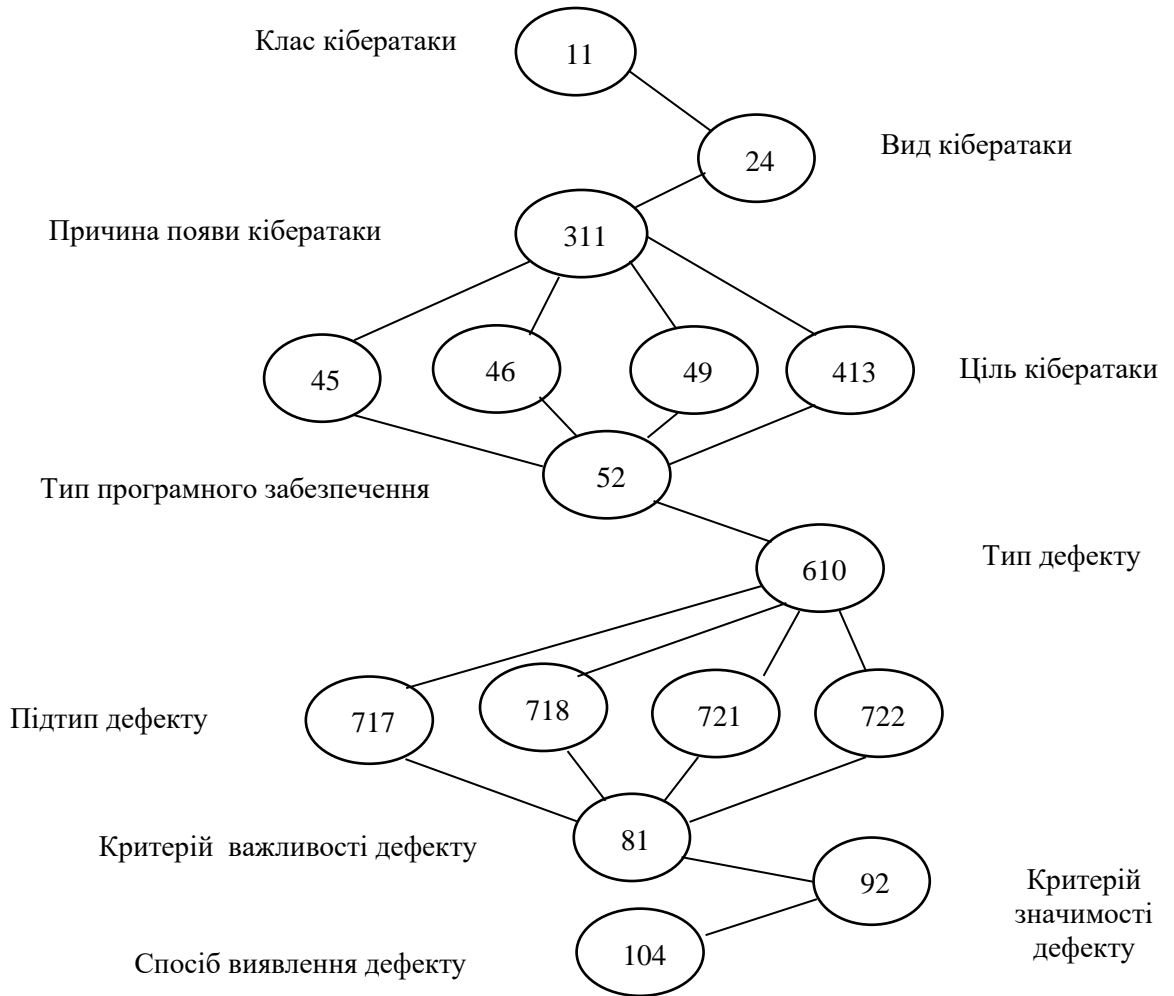 Клас кібератаки
11
24
Вид кібератаки
Причина появи кібератаки
311
45
46
49
413
Ціль кібератаки
Тип програмного забезпечення
52
610
Тип дефекту
Підтип дефекту
717
718
721
722
Критерій важливості дефекту
81
92
Критерій
значимості
дефекту
Спосіб виявлення дефекту
104